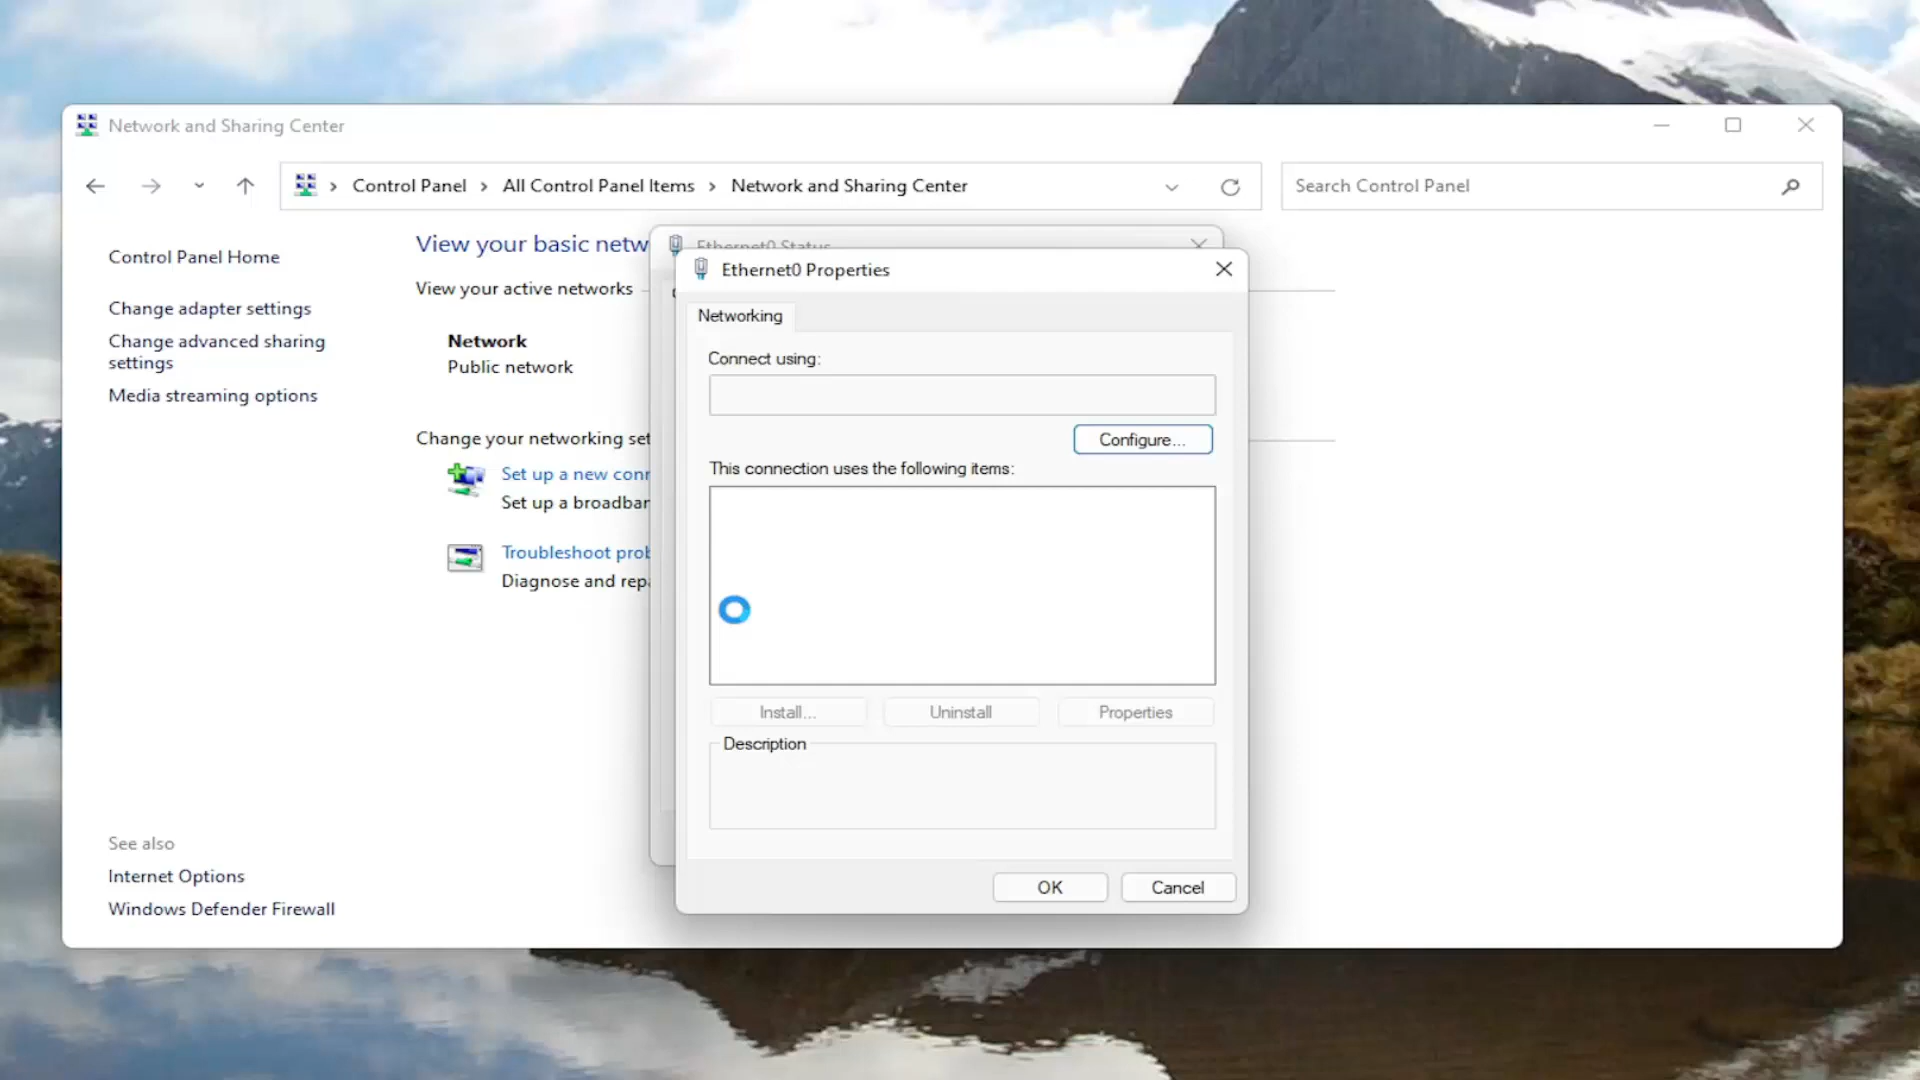 Network and Sharing Center
Control Panel
All Control Panel Items
Network and Sharing Center
Search Control Panel
Control Panel Home
Change adapter settings
Change advanced sharing
settings
Media streaming options
View your basic netw
View your active networks
Network
Public network
Change your networking set
Set up a new conn
Set up a broadban
Troubleshoot prob
Diagnose and repa
See also
Internet Options
Windows Defender Firewall
Ethernet0 Status
Ethernet0 Properties
Networking
Connect using:
Configure...
This connection uses the following items:
Install...
Uninstall
Properties
Description
OK
Cancel